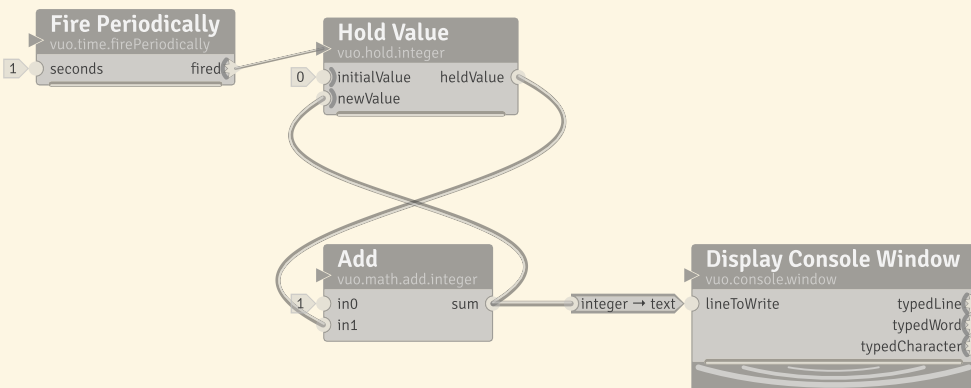 Fire Periodically
vuo.time.firePeriodically
1 seconds fired
Hold Value
vuo.hold.integer
0 initialValue heldValue
newValue
Add
vuo.math.add.integer
1 in0 sum
in1
integer → text
Display Console Window
vuo.console.window
lineToWrite typedLine
typedWord
typedCharacter